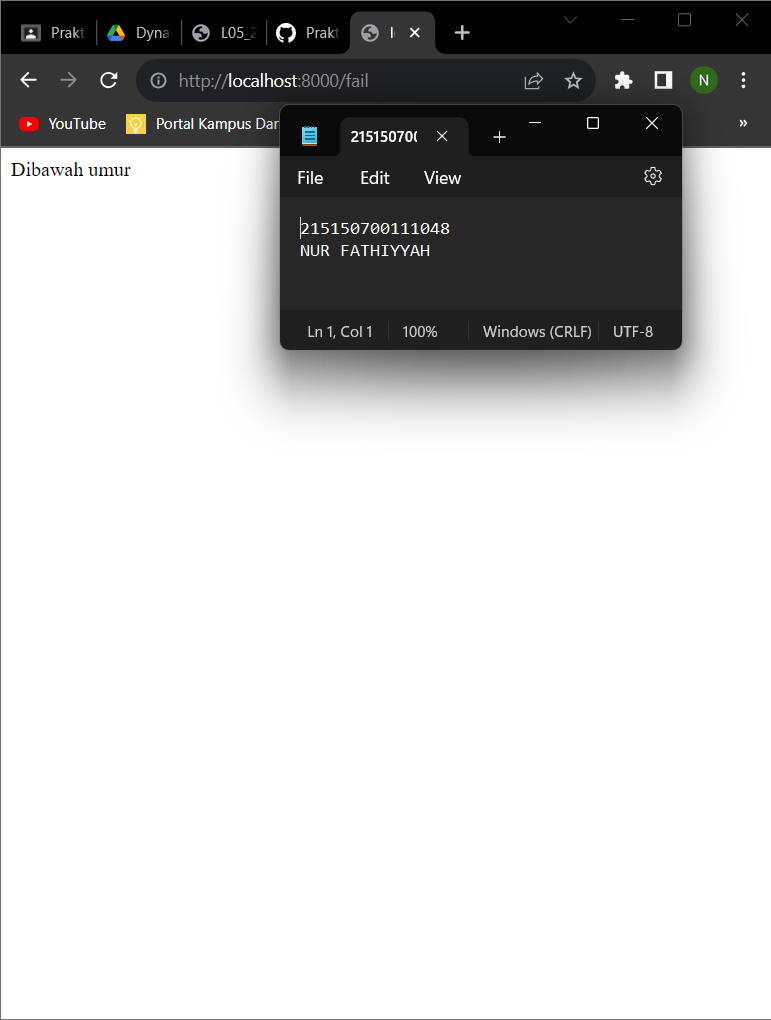 Prakt
Dyna
L05_2
Prakt
http://localhost:8000/fail
N
YouTube
Portal Kampus Dar
»
Dibawah umur
21515070
File Edit View
215150700111048
NUR FATHIYYAH
Ln 1, Col 1 100% Windows (CRLF) UTF-8